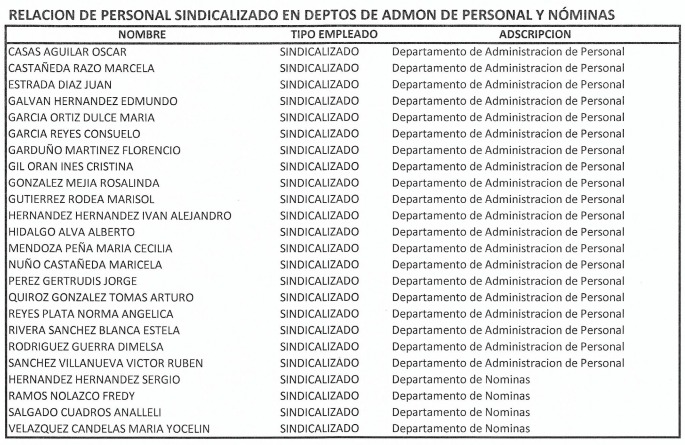 RELACION DE PERSONAL SINDICALIZADO EN DEPTOS DE ADMON DE PERSONAL Y NÓMINAS
NOMBRE TIPO EMPLEADO ADSCRIPCION
CASAS AGUILAR OSCAR SINDICALIZADO Departamento de Administracion de Personal
CASTAÑEDA RAZO MARCELA SINDICALIZADO Departamento de Administracion de Personal
ESTRADA DIAZ JUAN SINDICALIZADO Departamento de Administracion de Personal
GALVAN HERNANDEZ EDMUNDO SINDICALIZADO Departamento de Administracion de Personal
GARCIA ORTIZ DULCE MARIA SINDICALIZADO Departamento de Administracion de Personal
GARCIA REYES CONSUELO SINDICALIZADO Departamento de Administracion de Personal
GARDUÑO MARTINEZ FLORENCIO SINDICALIZADO Departamento de Administracion de Personal
GIL ORAN INES CRISTINA SINDICALIZADO Departamento de Administracion de Personal
GONZALEZ MEJIA ROSALINDA SINDICALIZADO Departamento de Administracion de Personal
GUTIERREZ RODEA MARISOL SINDICALIZADO Departamento de Administracion de Personal
HERNANDEZ HERNANDEZ IVAN ALEJANDRO SINDICALIZADO Departamento de Administracion de Personal
HIDALGO ALVA ALBERTO SINDICALIZADO Departamento de Administracion de Personal
MENDOZA PEÑA MARIA CECILIA SINDICALIZADO Departamento de Administracion de Personal
NUÑO CASTAÑEDA MARICELA SINDICALIZADO Departamento de Administracion de Personal
PEREZ GERTRUDIS JORGE SINDICALIZADO Departamento de Administracion de Personal
QUIROZ GONZALEZ TOMAS ARTURO SINDICALIZADO Departamento de Administracion de Personal
REYES PLATA NORMA ANGELICA SINDICALIZADO Departamento de Administracion de Personal
RIVERA SANCHEZ BLANCA ESTELA SINDICALIZADO Departamento de Administracion de Personal
RODRIGUEZ GUERRA DIMELSA SINDICALIZADO Departamento de Administracion de Personal
SANCHEZ VILLANUEVA VICTOR RUBEN SINDICALIZADO Departamento de Administracion de Personal
HERNANDEZ HERNANDEZ SERGIO SINDICALIZADO Departamento de Nominas
RAMOS NOLAZCO FREDY SINDICALIZADO Departamento de Nominas
SALGADO CUADROS ANALLELI SINDICALIZADO Departamento de Nominas
VELAZQUEZ CANDELAS MARIA YOCELIN SINDICALIZADO Departamento de Nominas